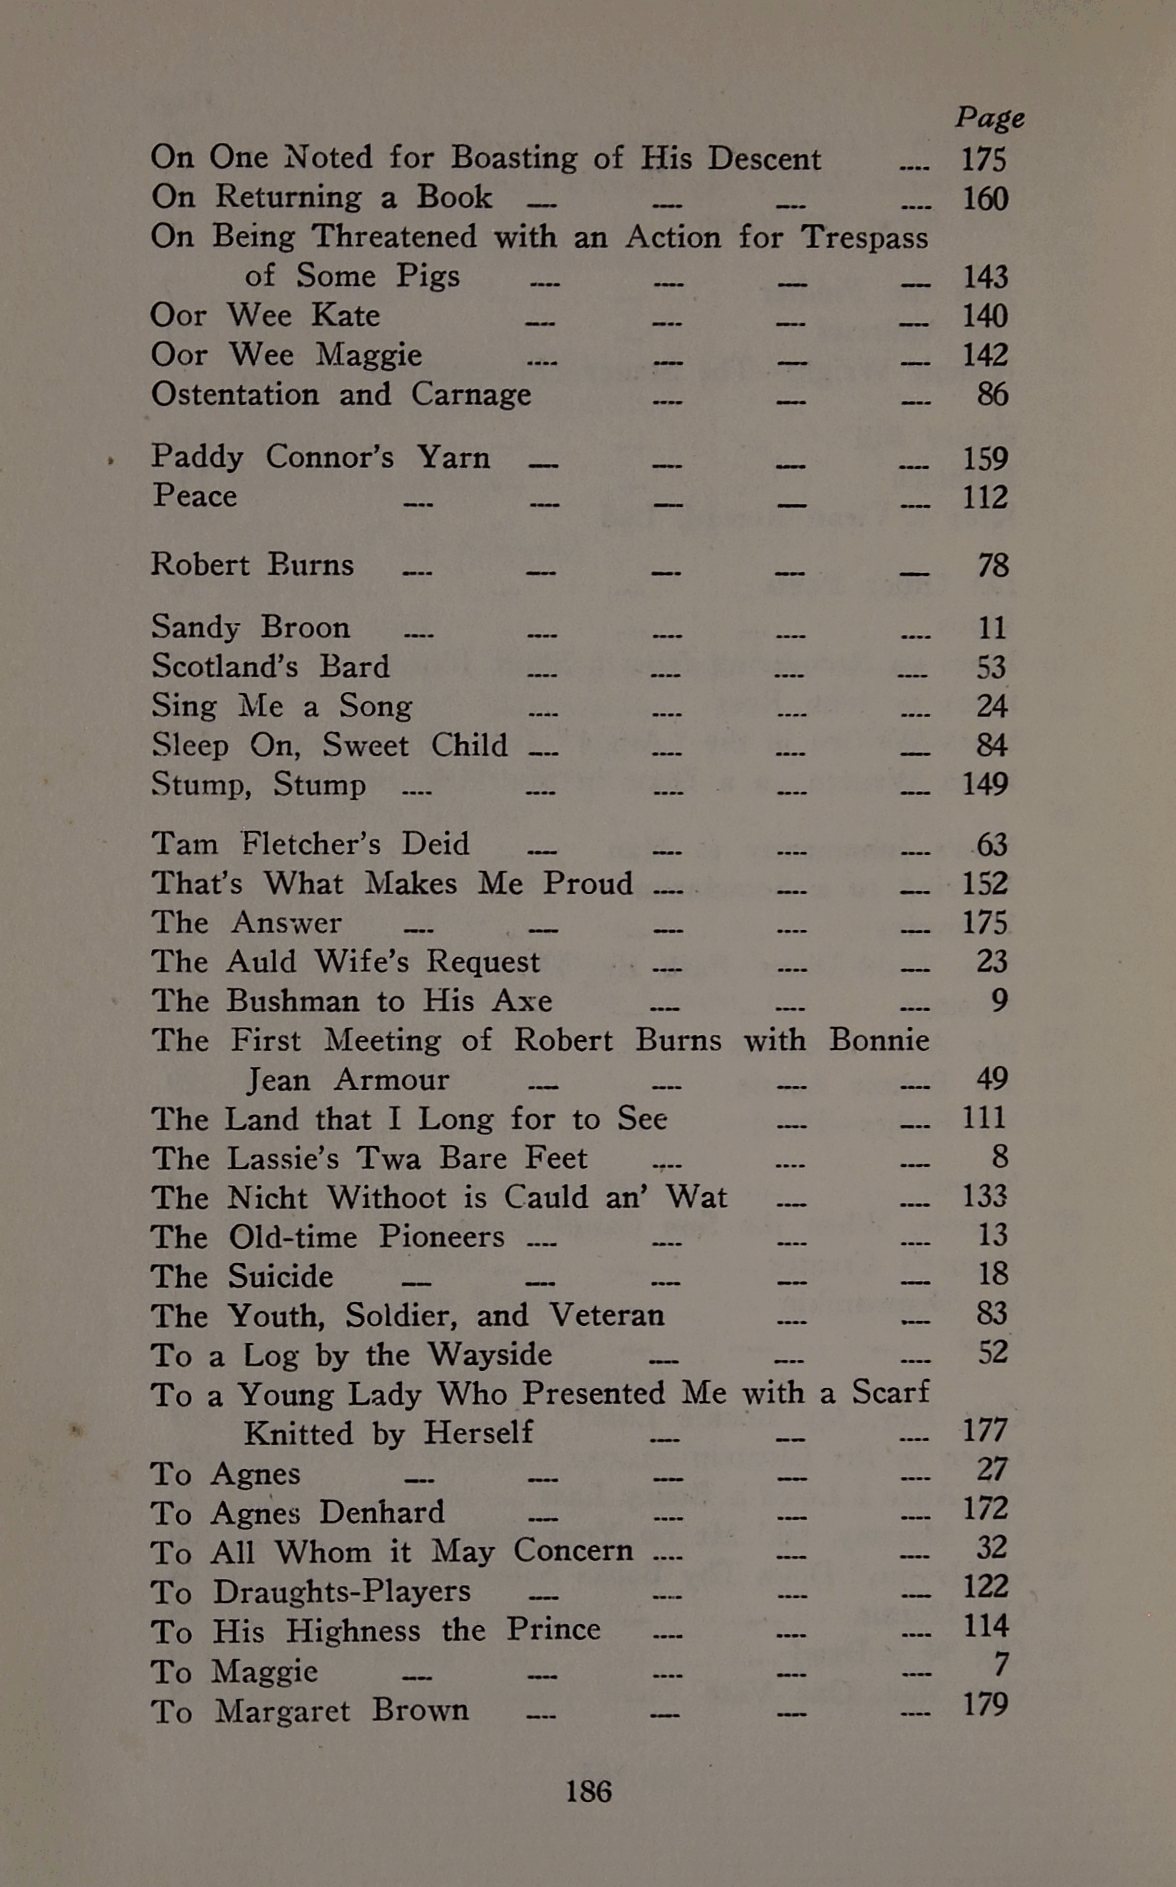 Page
On One Noted for Boasting of His Descent .... 175
On Returning a Book .... .... .... .... 160
On Being Threatened with an Action for Trespass
of Some Pigs .... .... .... .... 143
Oor Wee Kate .... .... .... .... 140
Oor Wee Maggie .... .... .... .... 142
Ostentation and Carnage .... .... .... 86
Paddy Connor's Yarn .... .... .... .... 159
Peace .... .... .... .... .... 112
Robert Burns .... .... .... .... .... 78
Sandy Broon .... .... .... .... .... 11
Scotland's Bard .... .... .... .... 53
Sing Me a Song .... .... .... .... 24
Sleep On, Sweet Child .... .... .... .... 84
Stump, Stump .... .... .... .... .... 149
Tam Fletcher's Deid .... .... .... .... 63
That's What Makes Me Proud .... .... .... 152
The Answer .... .... .... .... .... 175
The Auld Wife's Request .... .... .... 23
The Bushman to His Axe .... .... .... 9
The First Meeting of Robert Burns with Bonnie
Jean Armour .... .... .... .... 49
The Land that I Long for to See .... .... 111
The Lassie's Twa Bare Feet .... .... .... 8
The Nicht Withoot is Cauld an' Wat .... .... 133
The Old-time Pioneers .... .... .... .... 13
The Suicide .... .... .... .... .... 18
The Youth, Soldier, and Veteran .... .... 83
To a Log by the Wayside .... .... .... 52
To a Young Lady Who Presented Me with a Scarf
Knitted by Herself .... .... .... 177
To Agnes .... .... .... .... .... 27
To Agnes Denhard .... .... .... .... 172
To All Whom it May Concern .... .... .... 32
To Draughts-Players .... .... .... .... 122
To His Highness the Prince .... .... .... 114
To Maggie .... .... .... .... .... 7
To Margaret Brown .... .... .... .... 179
186